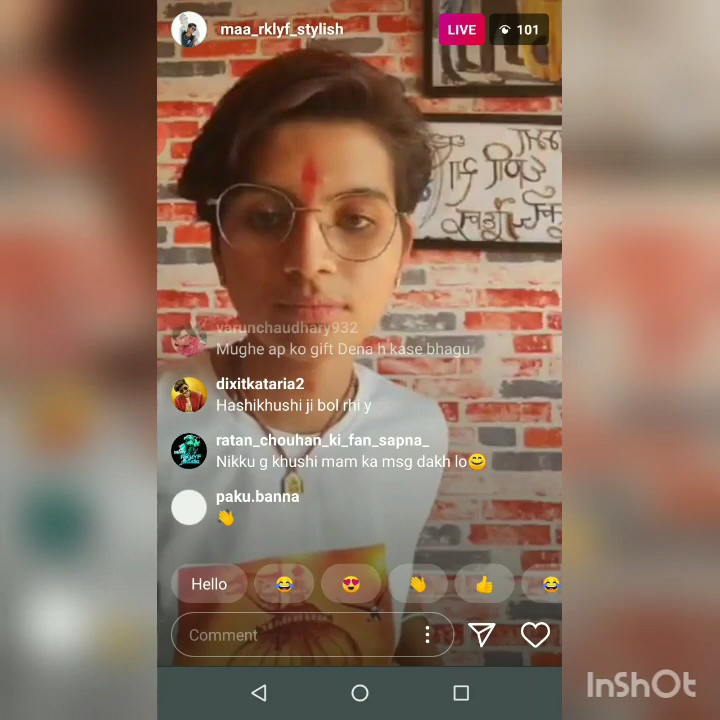 maa_rklyf_stylish
LIVE
101
varunchaudhary932
Mughe ap ko gift Dena h kase bhagu
dixitkataria2
Hashikhushi ji bol rhi y
ratan_chouhan_ki_fan_sapna_
Nikku g khushi mam ka msg dakh lo😊
paku.banna
👋
Hello 😂 😍 👋 👍 😂
Comment
InShOt